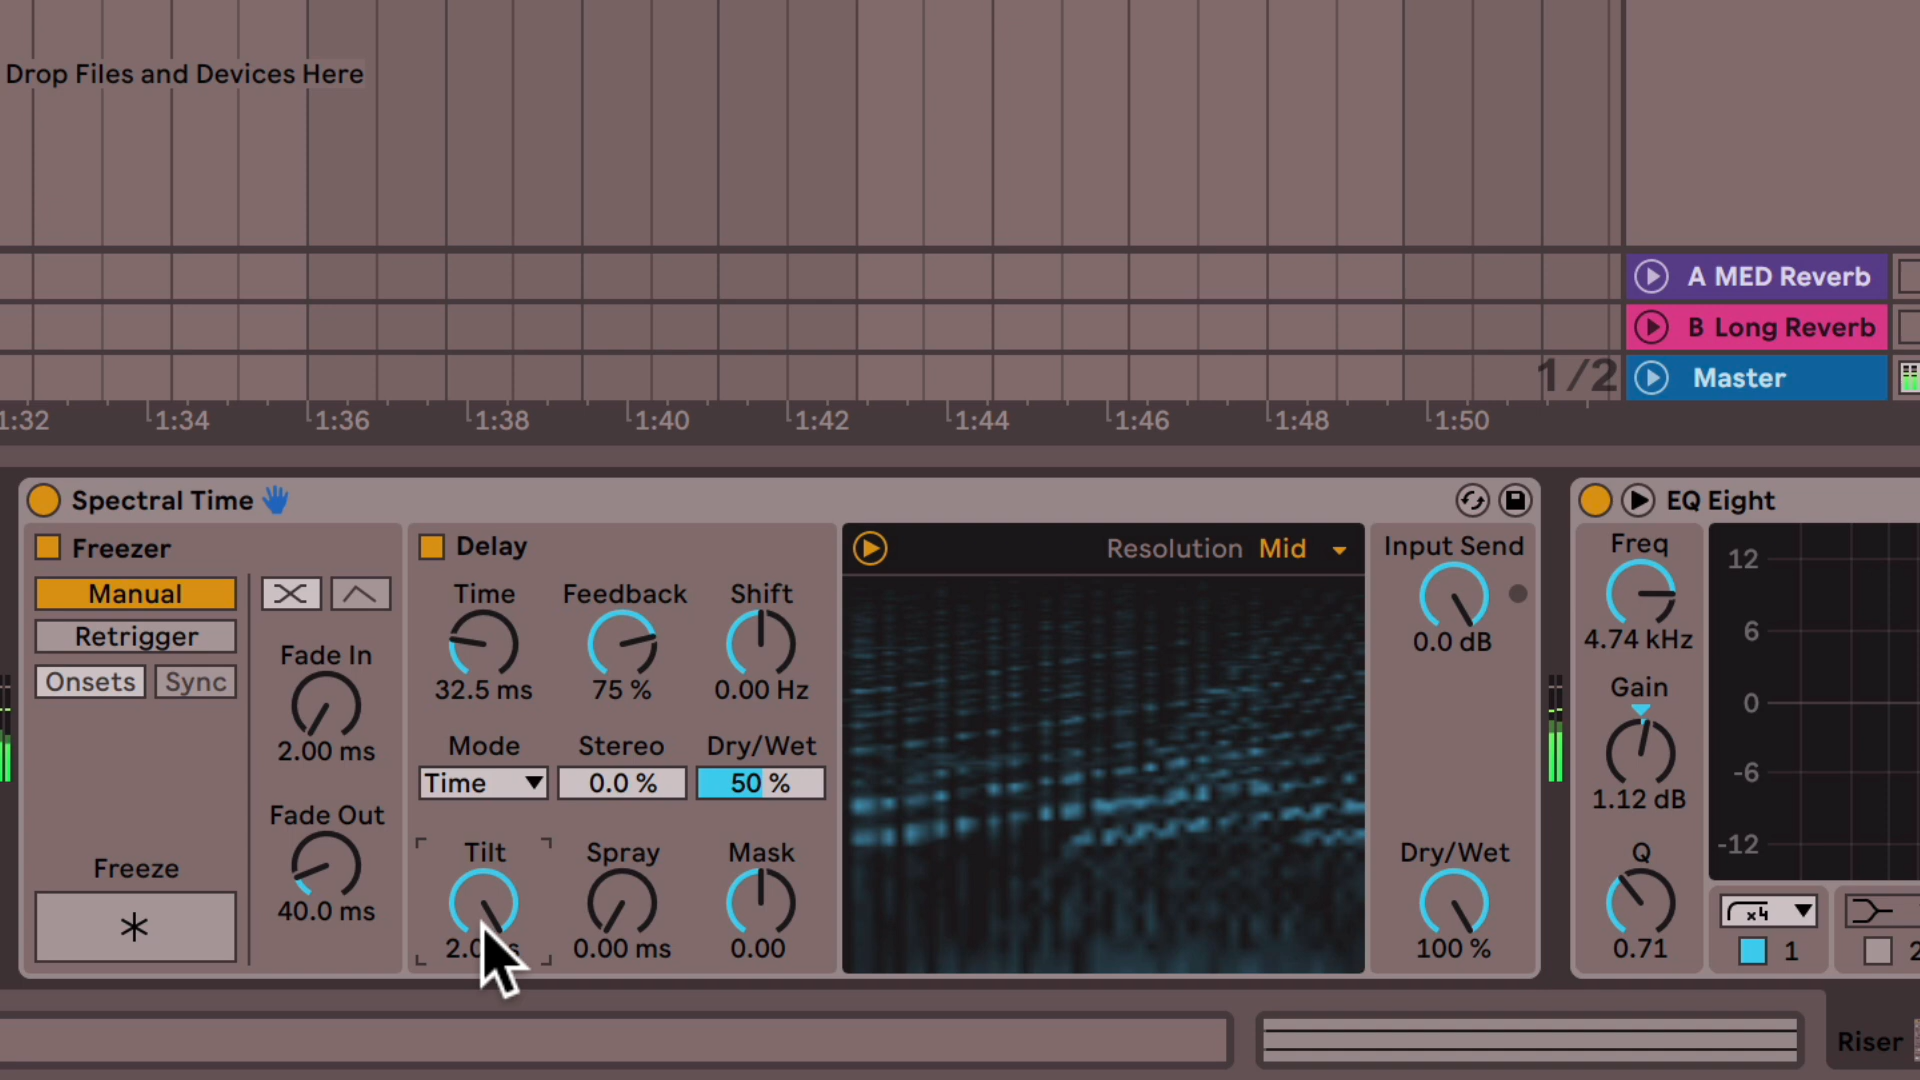 Drop Files and Devices Here
A MED Reverb
B Long Reverb
1/2
Master
1:32 1:34 1:36 1:38 1:40 1:42 1:44 1:46 1:48 1:50
Spectral Time
EQ Eight
Freezer
Manual
Retrigger
Onsets Sync
Fade In
2.00 ms
Fade Out
40.0 ms
Freeze
Delay
Time Feedback Shift
32.5 ms 75 % 0.00 Hz
Mode Stereo Dry/Wet
Time 0.0 % 50 %
Tilt Spray Mask
0.00 ms 0.00
Resolution Mid
Input Send
0.0 dB
Dry/Wet
100 %
Freq
4.74 kHz
Gain
1.12 dB
Q
0.71
12
6
0
-6
-12
x4
1
2
Riser